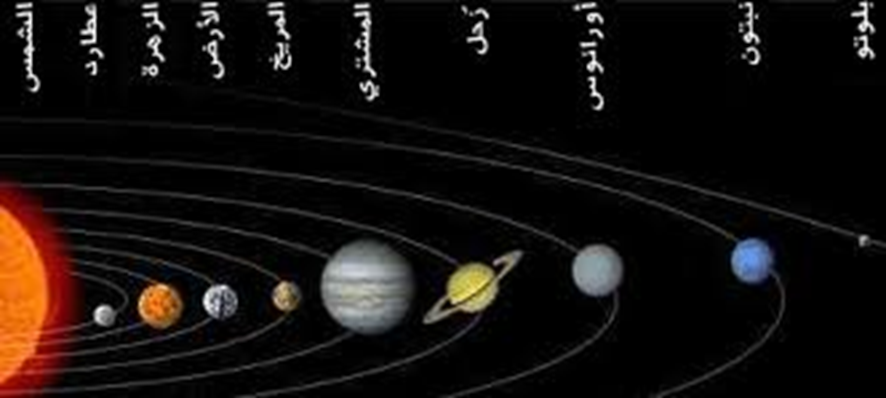 الشمس
عطارد
الزهرة
الأرض
المريخ
المشتري
زحل
أورانوس
نبتون
بلوتو